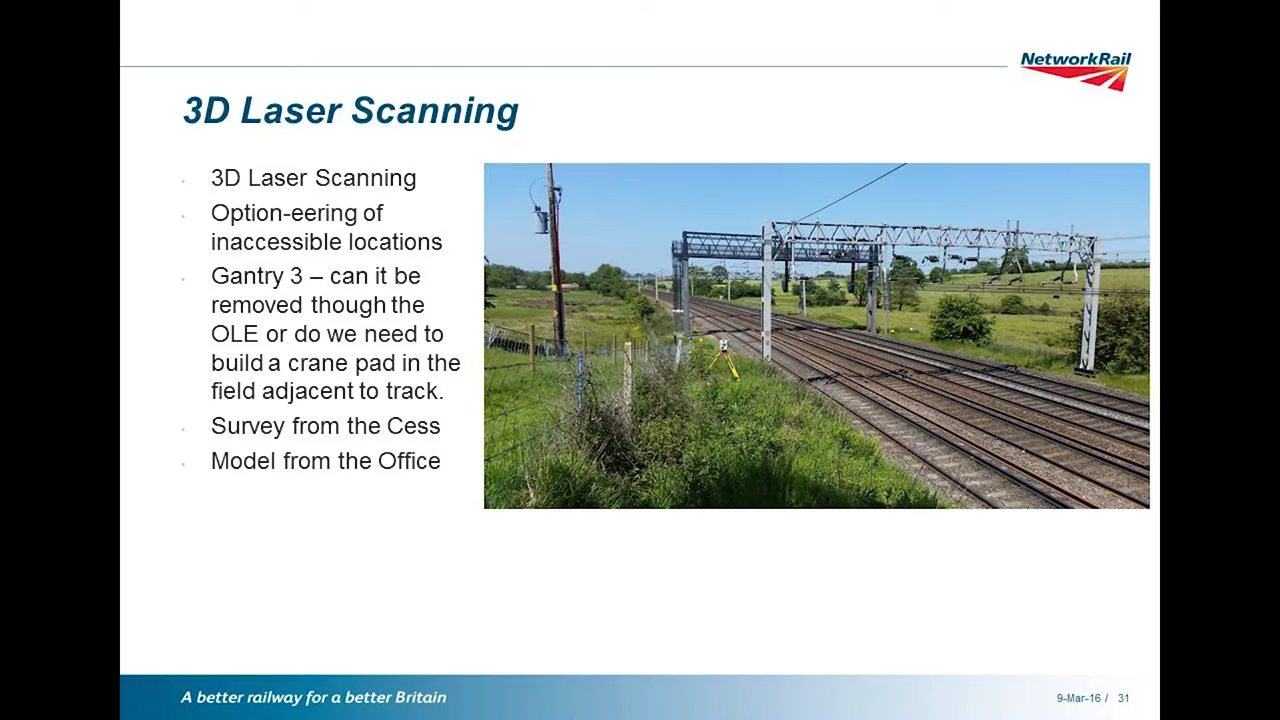 NetworkRail
3D Laser Scanning
3D Laser Scanning
Option-eering of
inaccessible locations
Gantry 3 – can it be
removed though the
OLE or do we need to
build a crane pad in the
field adjacent to track.
Survey from the Cess
Model from the Office
A better railway for a better Britain
9-Mar-16 / 31